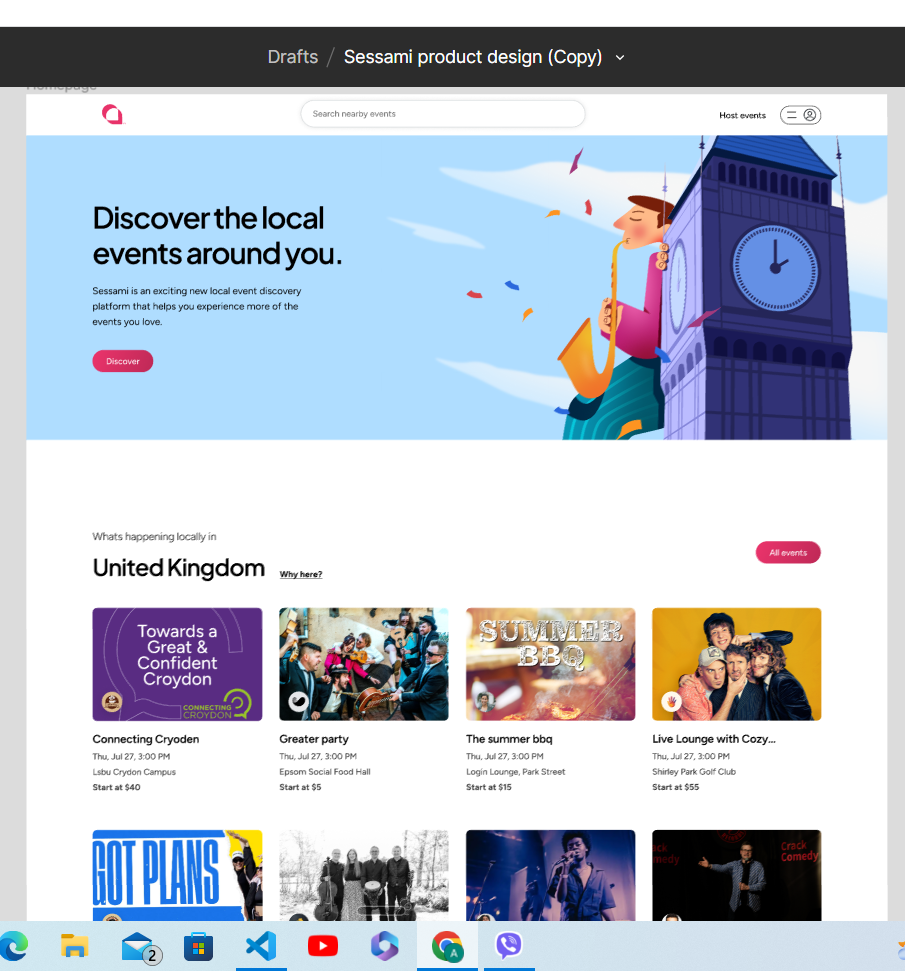 Drafts / Sessami product design (Copy)
Homepage
Search nearby events
Host events
Discover the local
events around you.
Sessami is an exciting new local event discovery
platform that helps you experience more of the
events you love.
Discover
Whats happening locally in
United Kingdom
Why here?
All events
Towards a
Great &
Confident
Croydon
CONNECTING
CROYDON
SUMMER
BBQ
Connecting Cryoden
Thu, Jul 27, 3:00 PM
Lsbu Crydon Campus
Start at $40
Greater party
Thu, Jul 27, 3:00 PM
Epsom Social Food Hall
Start at $5
The summer bbq
Thu, Jul 27, 3:00 PM
Login Lounge, Park Street
Start at $15
Live Lounge with Cozy...
Thu, Jul 27, 3:00 PM
Shirley Park Golf Club
Start at $55
GOT PLANS
Crack
Comedy
2
A